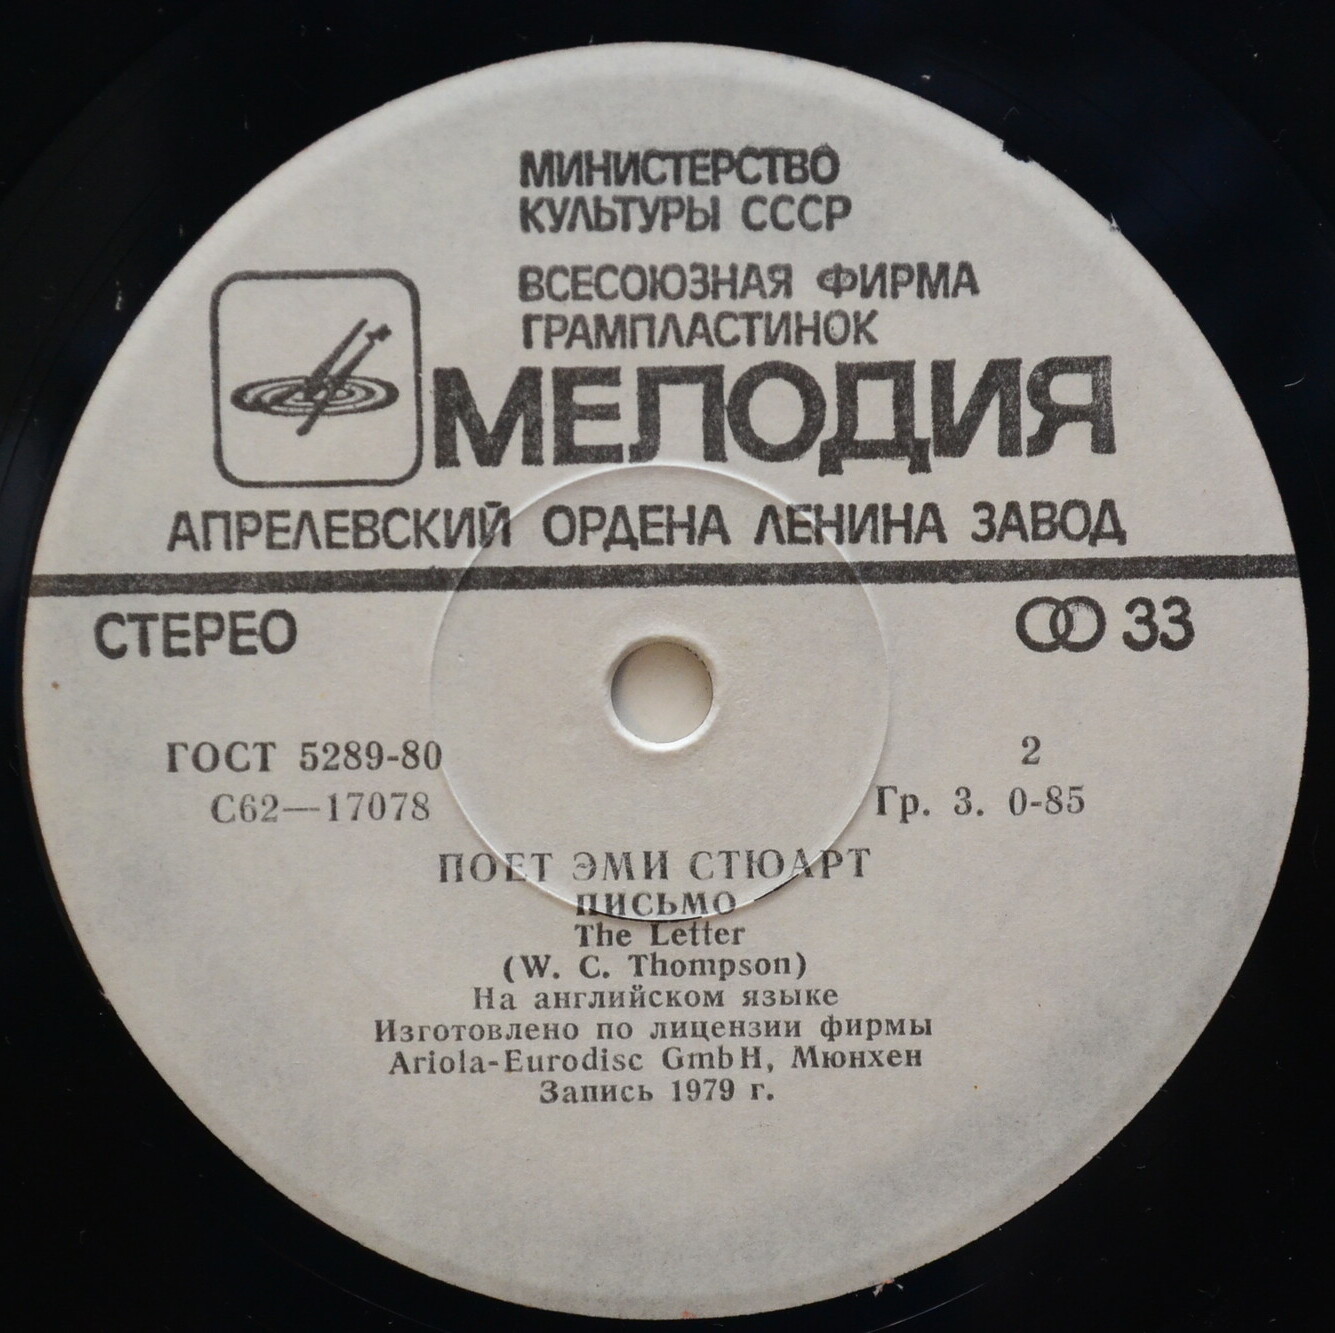 МИНИСТЕРСТВО
КУЛЬТУРЫ СССР
ВСЕСОЮЗНАЯ ФИРМА
ГРАМПЛАСТИНОК
МЕЛОДИЯ
АПРЕЛЕВСКИЙ ОРДЕНА ЛЕНИНА ЗАВОД
СТЕРЕО 33
ГОСТ 5289-80 2
С62—17078 Гр. 3. 0-85
ПОЕТ ЭМИ СТЮАРТ
ПИСЬМО
The Letter
(W. C. Thompson)
На английском языке
Изготовлено по лицензии фирмы
Ariola-Eurodisc GmbH, Мюнхен
Запись 1979 г.